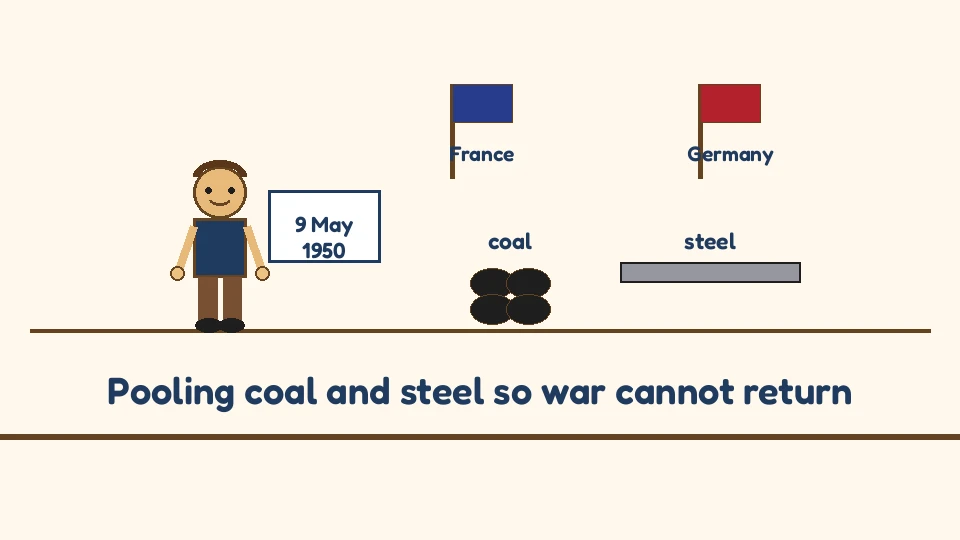 France
Germany
9 May
1950
coal
steel
Pooling coal and steel so war cannot return